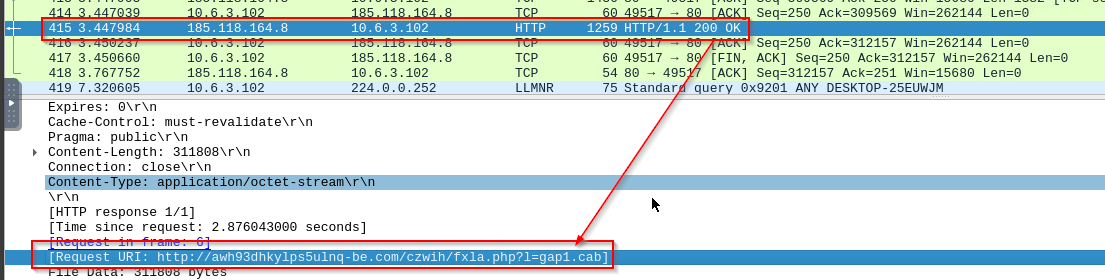 414 3.447039 10.6.3.102 185.118.164.8 TCP 60 49517 → 80 [ACK] Seq=250 Ack=309569 Win=262144 Len=0
415 3.447984 185.118.164.8 10.6.3.102 HTTP 1259 HTTP/1.1 200 OK
416 3.450237 10.6.3.102 185.118.164.8 TCP 60 49517 → 80 [ACK] Seq=250 Ack=312157 Win=262144 Len=0
417 3.450660 10.6.3.102 185.118.164.8 TCP 60 49517 → 80 [FIN, ACK] Seq=250 Ack=312157 Win=262144 Len=0
418 3.767752 185.118.164.8 10.6.3.102 TCP 54 80 → 49517 [ACK] Seq=312157 Ack=251 Win=15680 Len=0
419 7.320605 10.6.3.102 224.0.0.252 LLMNR 75 Standard query 0x9201 ANY DESKTOP-25EUWJM
Expires: 0\r\n
Cache-Control: must-revalidate\r\n
Pragma: public\r\n
Content-Length: 311808\r\n
Connection: close\r\n
Content-Type: application/octet-stream\r\n
\r\n
[HTTP response 1/1]
[Time since request: 2.876043000 seconds]
[Request in frame: 6]
[Request URI: http://awh93dhkylps5ulnq-be.com/czwih/fxla.php?l=gap1.cab]
File Data: 311808 bytes